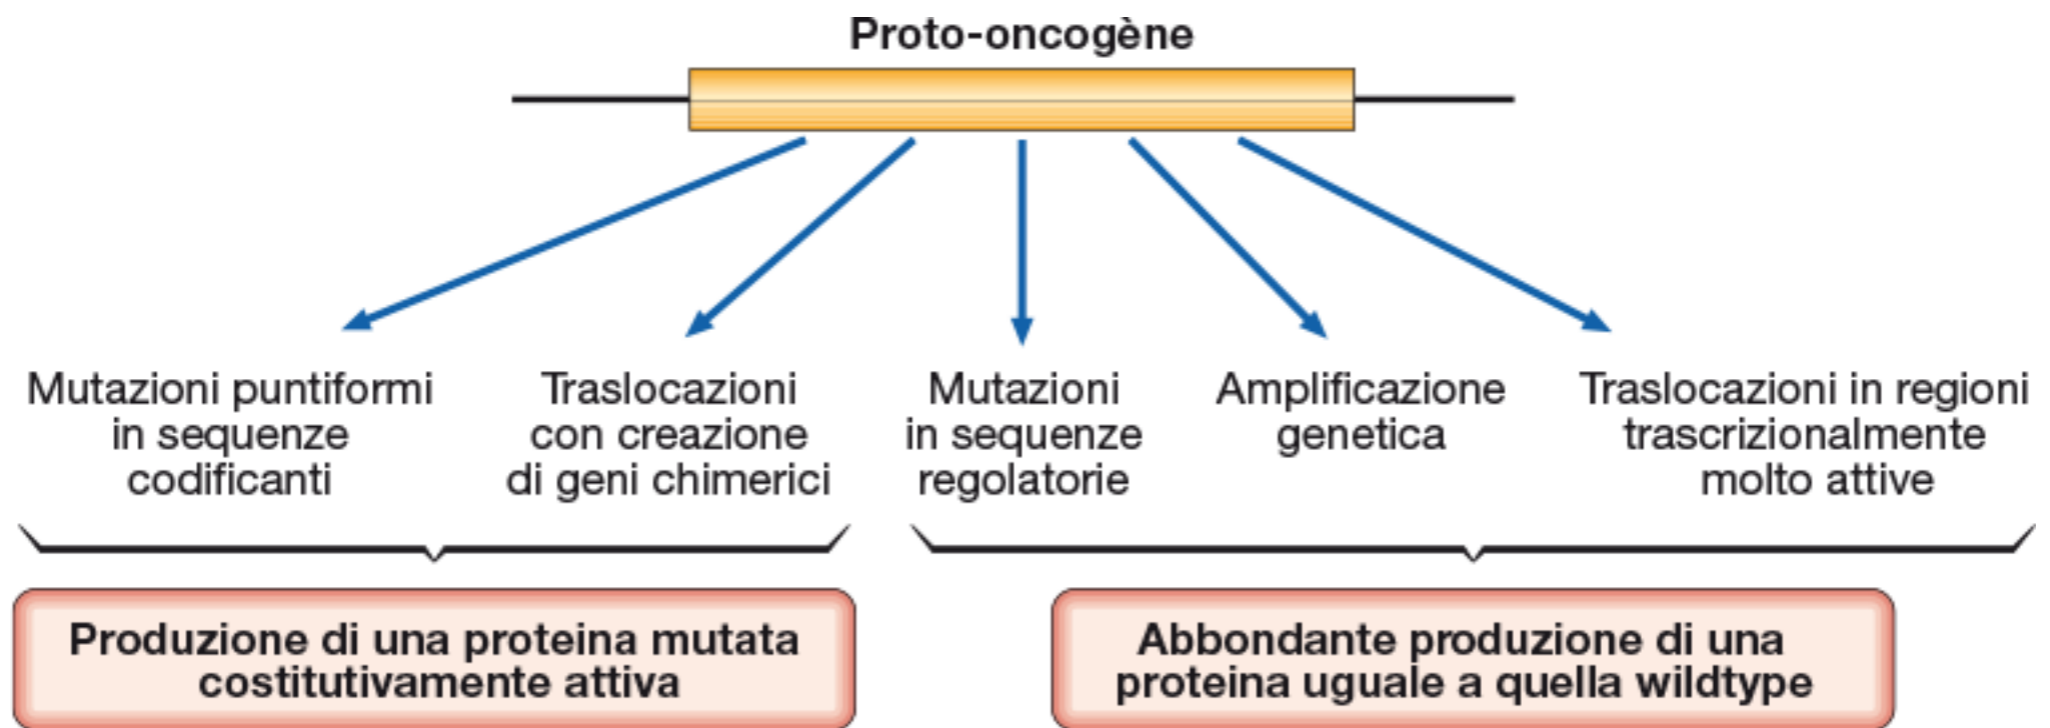 Proto-oncogène
Mutazioni puntiformi
in sequenze
codificanti
Traslocazioni
con creazione
di geni chimerici
Mutazioni
in sequenze
regolatorie
Amplificazione
genetica
Traslocazioni in regioni
trascrizionalmente
molto attive
Produzione di una proteina mutata
costitutivamente attiva
Abbondante produzione di una
proteina uguale a quella wildtype